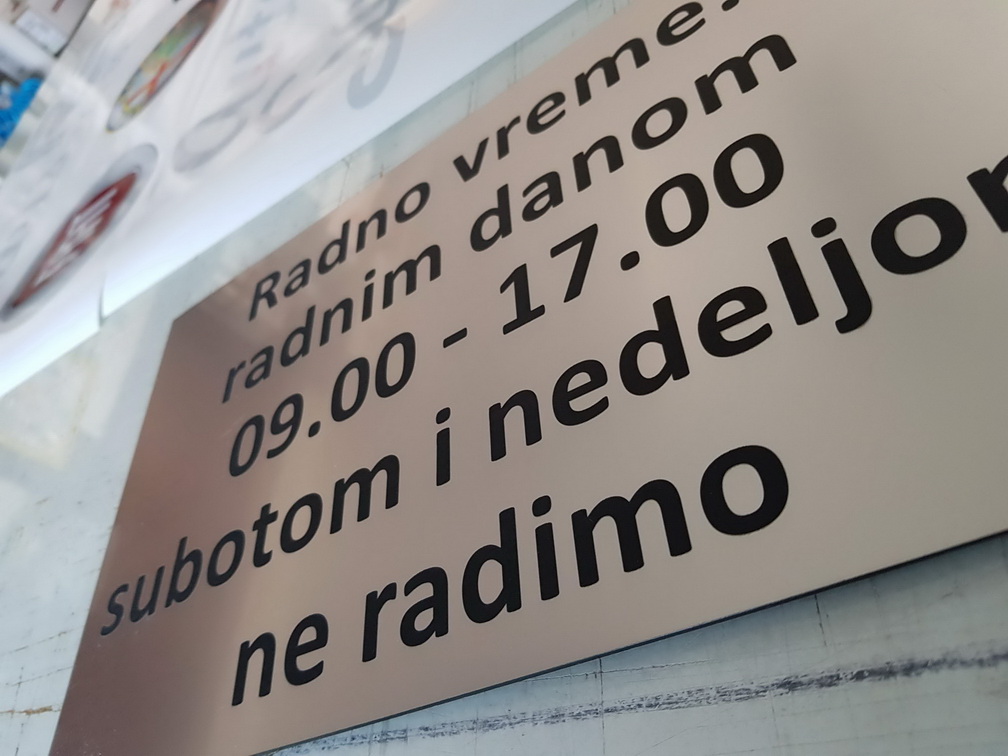 Radno vreme:
radnim danom
09.00 - 17.00
subotom i nedeljom
ne radimo